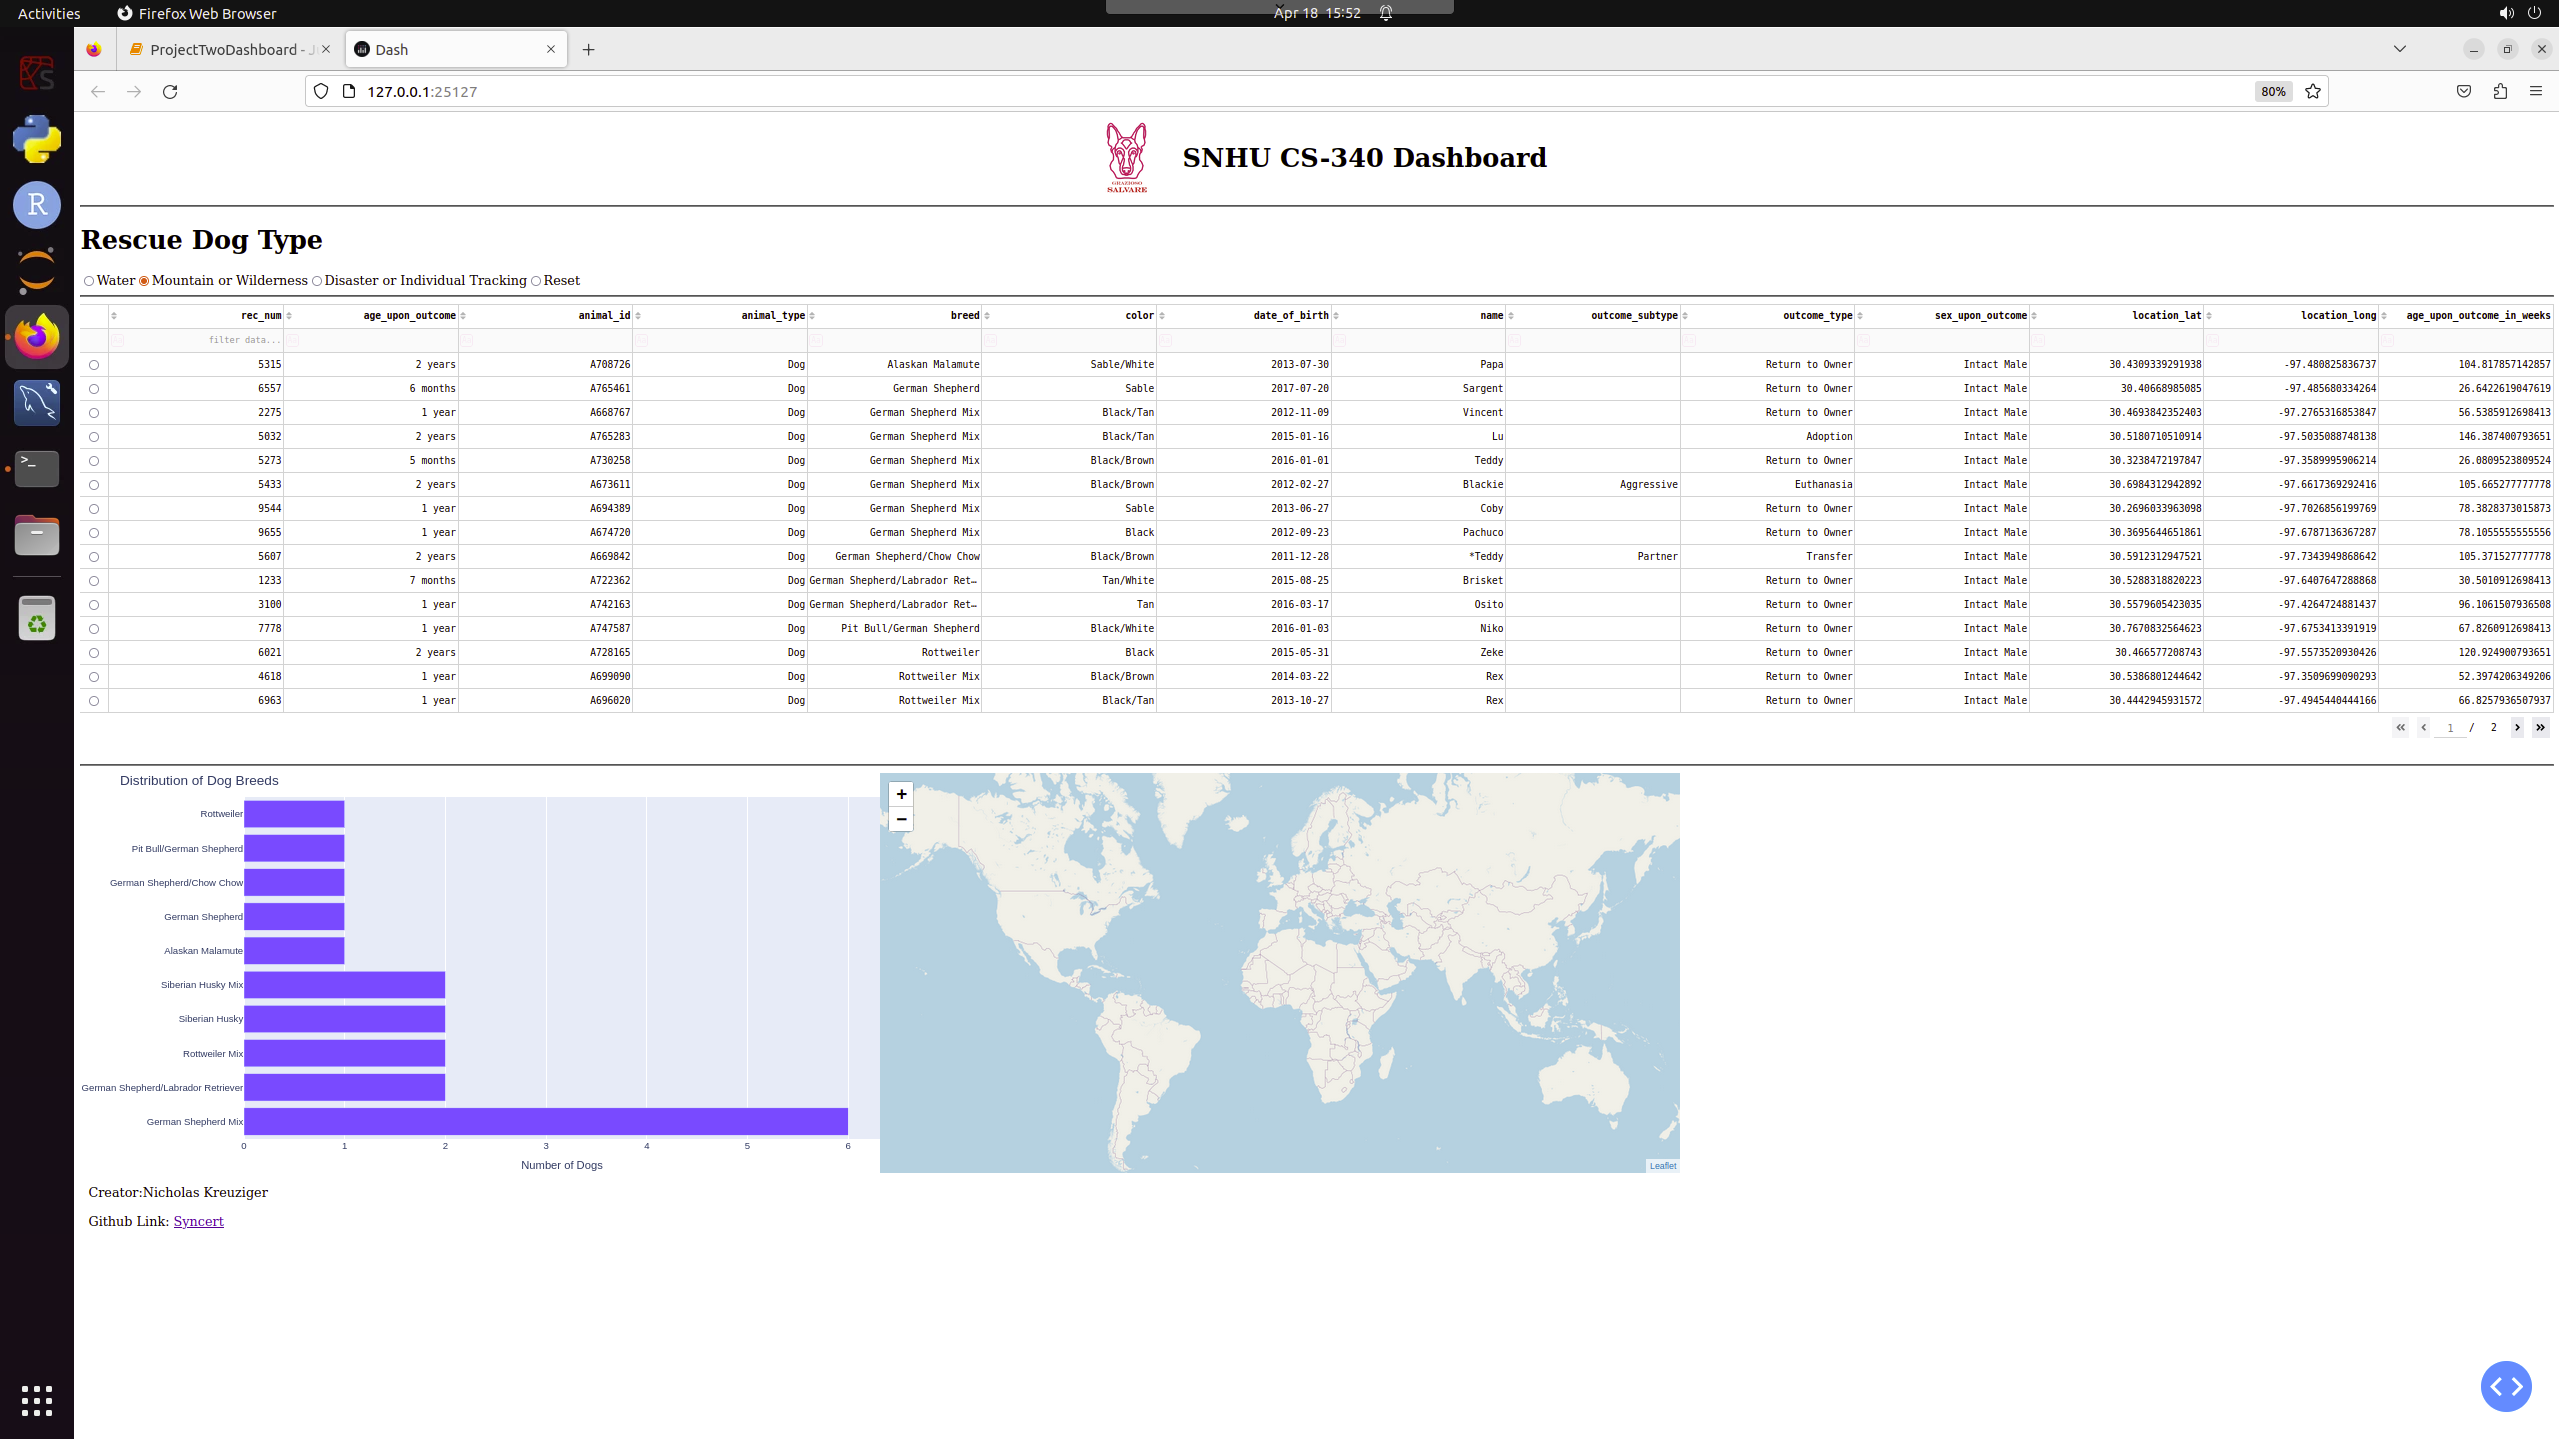 Activities Firefox Web Browser Apr 18 15:52
ProjectTwoDashboard - J Dash
127.0.0.1:25127 80%
GRAZIOSO
SALVARE
SNHU CS-340 Dashboard
Rescue Dog Type
Water Mountain or Wilderness Disaster or Individual Tracking Reset
rec_num age_upon_outcome animal_id animal_type breed color date_of_birth name outcome_subtype outcome_type sex_upon_outcome location_lat location_long age_upon_outcome_in_weeks
filter data...
5315 2 years A708726 Dog Alaskan Malamute Sable/White 2013-07-30 Papa Return to Owner Intact Male 30.4309339291938 -97.480825836737 104.817857142857
6557 6 months A765461 Dog German Shepherd Sable 2017-07-20 Sargent Return to Owner Intact Male 30.40668985085 -97.485680334264 26.6422619047619
2275 1 year A668767 Dog German Shepherd Mix Black/Tan 2012-11-09 Vincent Return to Owner Intact Male 30.4693842352403 -97.2765316853847 56.5385912698413
5032 2 years A765283 Dog German Shepherd Mix Black/Tan 2015-01-16 Lu Adoption Intact Male 30.5180710510914 -97.5035088748138 146.387400793651
5273 5 months A730258 Dog German Shepherd Mix Black/Brown 2016-01-01 Teddy Return to Owner Intact Male 30.3238472197847 -97.3589995906214 26.0809523809524
5433 2 years A673611 Dog German Shepherd Mix Black/Brown 2012-02-27 Blackie Aggressive Euthanasia Intact Male 30.6984312942892 -97.6617369292416 105.665277777778
9544 1 year A694389 Dog German Shepherd Mix Sable 2013-06-27 Coby Return to Owner Intact Male 30.2696033963098 -97.7026856199769 78.3828373015873
9655 1 year A674720 Dog German Shepherd Mix Black 2012-09-23 Pachuco Return to Owner Intact Male 30.3695644651861 -97.6787136367287 78.1055555555556
5607 2 years A669842 Dog German Shepherd/Chow Chow Black/Brown 2011-12-28 *Teddy Partner Transfer Intact Male 30.5912312947521 -97.7343949868642 105.371527777778
1233 7 months A722362 Dog German Shepherd/Labrador Ret… Tan/White 2015-08-25 Brisket Return to Owner Intact Male 30.5288318820223 -97.6407647288868 30.5010912698413
3100 1 year A742163 Dog German Shepherd/Labrador Ret… Tan 2016-03-17 Osito Return to Owner Intact Male 30.5579605423035 -97.4264724881437 96.1061507936508
7778 1 year A747587 Dog Pit Bull/German Shepherd Black/White 2016-01-03 Niko Return to Owner Intact Male 30.7670832564623 -97.6753413391919 67.8260912698413
6021 2 years A728165 Dog Rottweiler Black 2015-05-31 Zeke Return to Owner Intact Male 30.466577208743 -97.5573520930426 120.924900793651
4618 1 year A699090 Dog Rottweiler Mix Black/Brown 2014-03-22 Rex Return to Owner Intact Male 30.5386801244642 -97.3509699090293 52.3974206349206
6963 1 year A696020 Dog Rottweiler Mix Black/Tan 2013-10-27 Rex Return to Owner Intact Male 30.4442945931572 -97.4945440444166 66.8257936507937
1 / 2
Distribution of Dog Breeds
Rottweiler
Pit Bull/German Shepherd
German Shepherd/Chow Chow
German Shepherd
Alaskan Malamute
Siberian Husky Mix
Siberian Husky
Rottweiler Mix
German Shepherd/Labrador Retriever
German Shepherd Mix
0 1 2 3 4 5 6
Number of Dogs
+
−
Leaflet
Creator:Nicholas Kreuziger
Github Link: Syncert